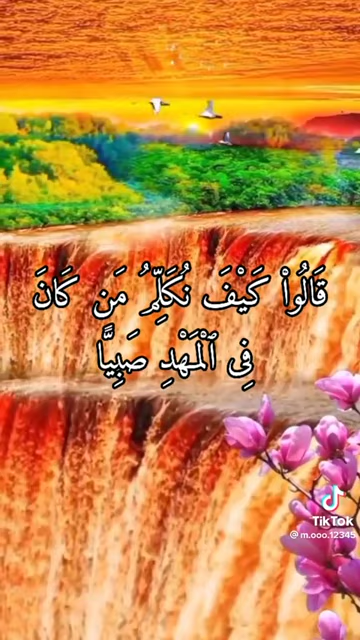 قَالُوا۟ كَيْفَ نُكَلِّمُ مَن كَانَ
فِى ٱلْمَهْدِ صَبِيًّا
TikTok
@m.ooo.12345